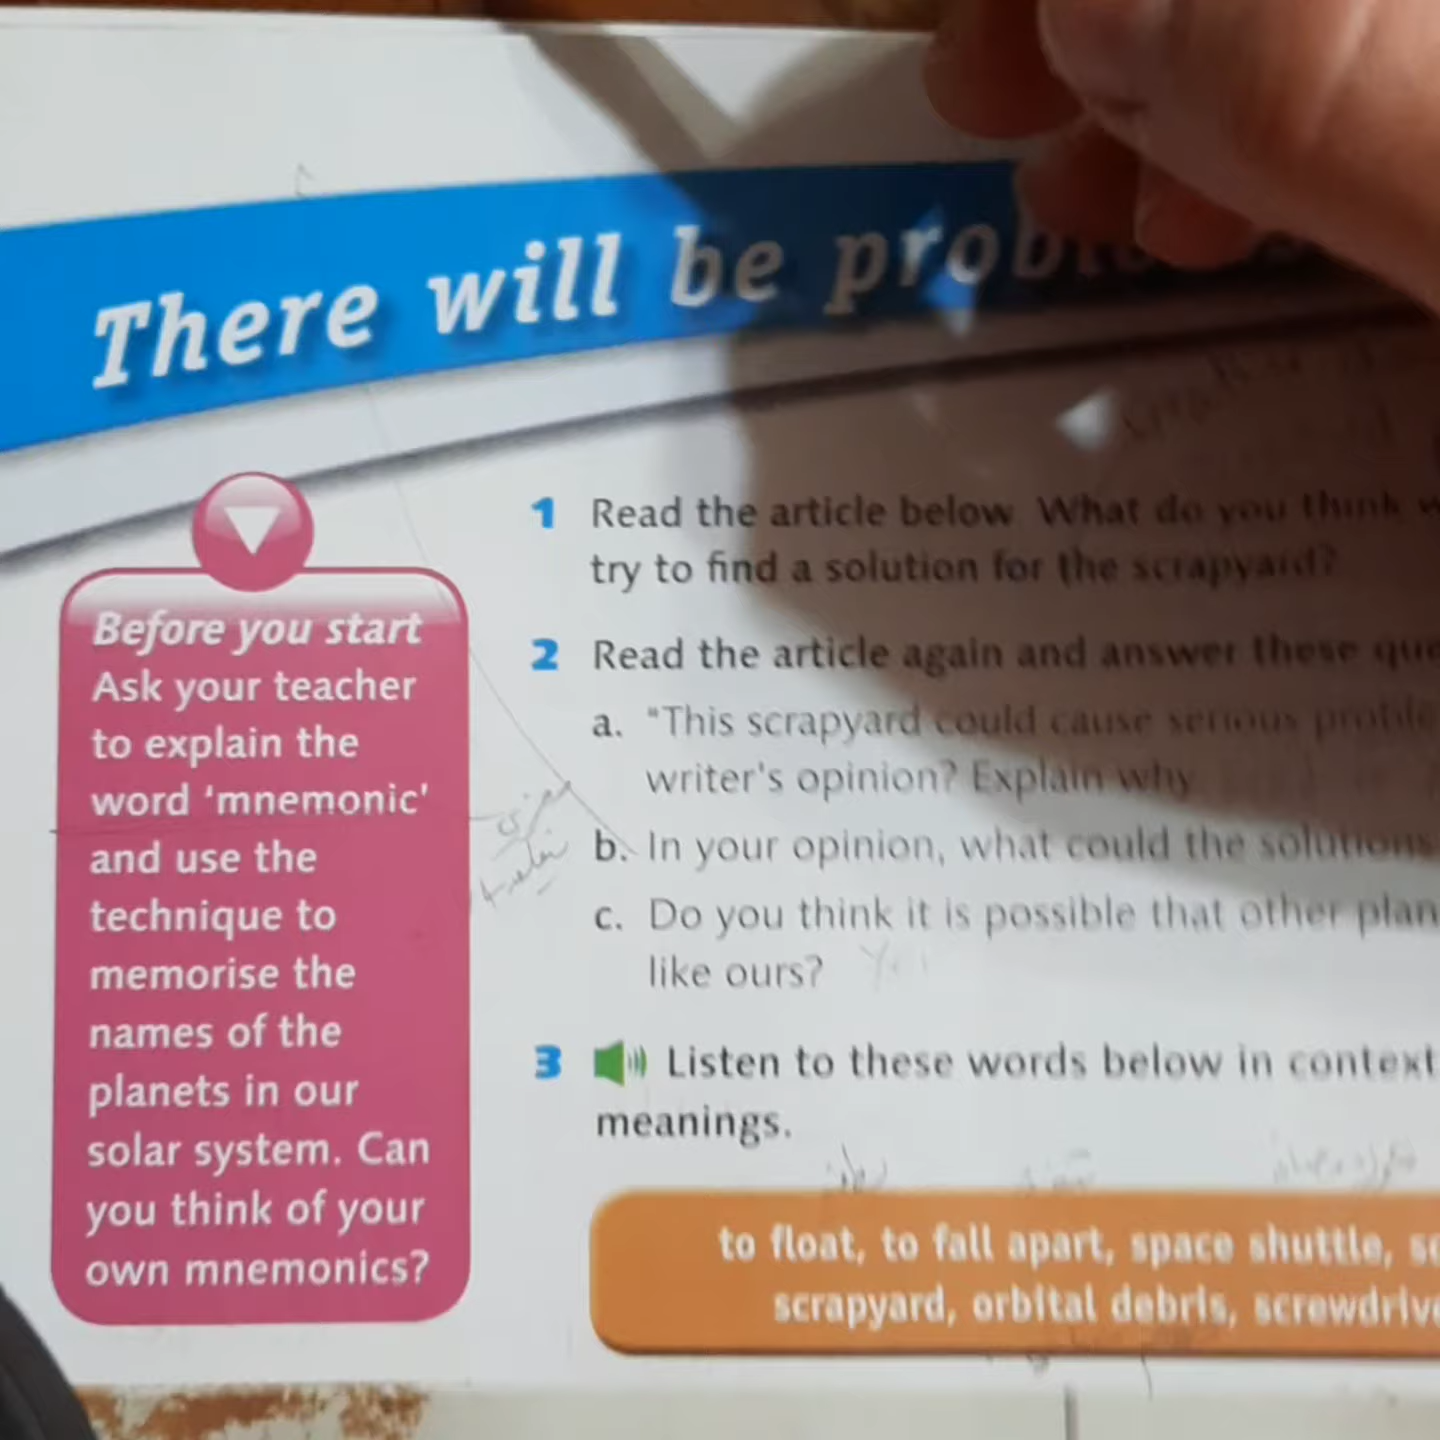 There will be
Before you start
Ask your teacher
to explain the
word ‘mnemonic’
and use the
technique to
memorise the
names of the
planets in our
solar system. Can
you think of your
own mnemonics?
1 Read the article below. What do you think
try to find a solution for the scrapyard?
2 Read the article again and answer these
a. "This scrapyard could cause serious
writer's opinion? Explain why
b. In your opinion, what could the solutions
c. Do you think it is possible that other
like ours?
3 Listen to these words below in context
meanings.
to float, to fall apart, space shuttle,
scrapyard, orbital debris,